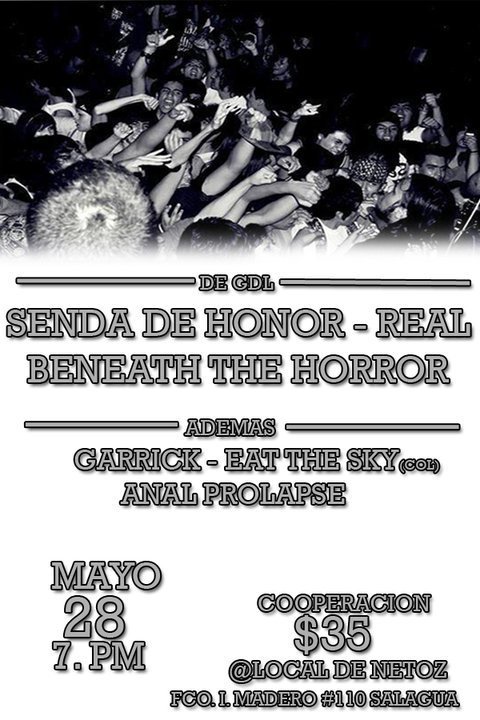 DE GDL
SENDA DE HONOR - REAL
BENEATH THE HORROR
ADEMAS
GARRICK - EAT THE SKY(COL)
ANAL PROLAPSE
MAYO
28
7. PM
COOPERACION
$35
@LOCAL DE NETOZ
FCO. I. MADERO #110 SALAGUA